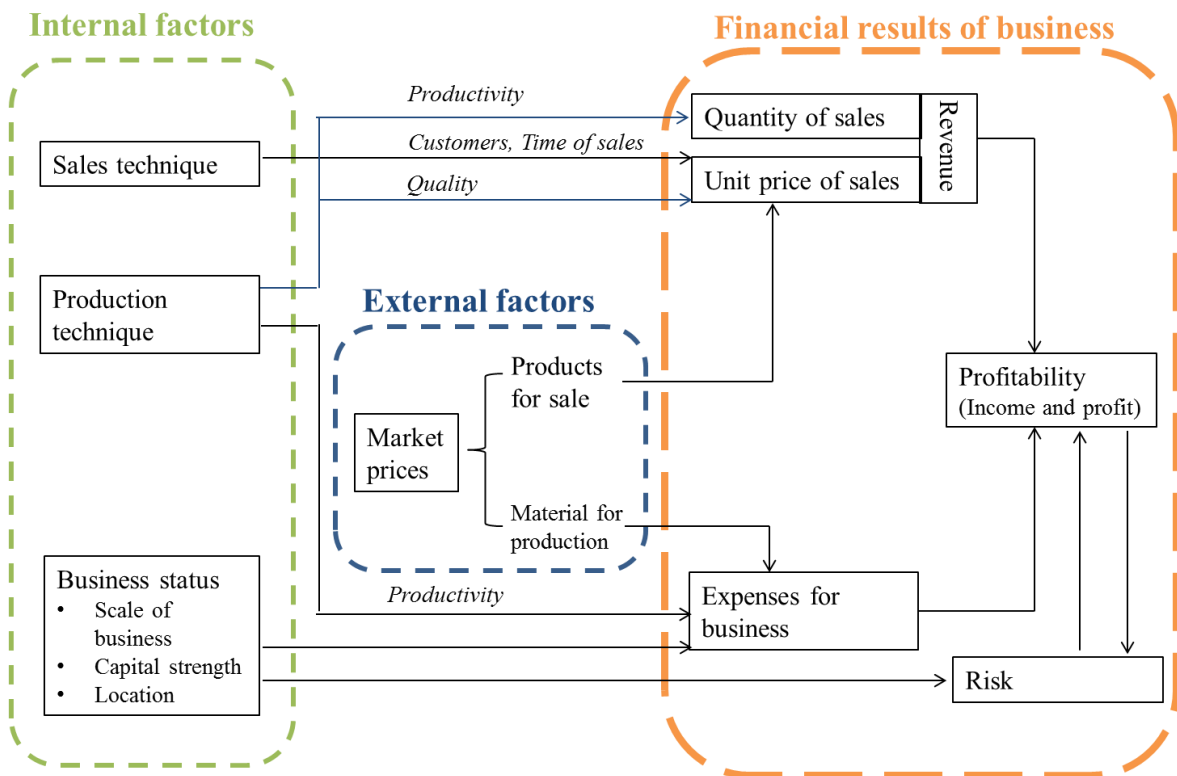 Internal factors
Financial results of business
Productivity
Quantity of sales
Revenue
Customers, Time of sales
Sales technique
Unit price of sales
Quality
External factors
Production
technique
Products
for sale
Profitability
(Income and profit)
Market
prices
Material for
production
Business status
• Scale of
business
• Capital strength
• Location
Productivity
Expenses for
business
Risk